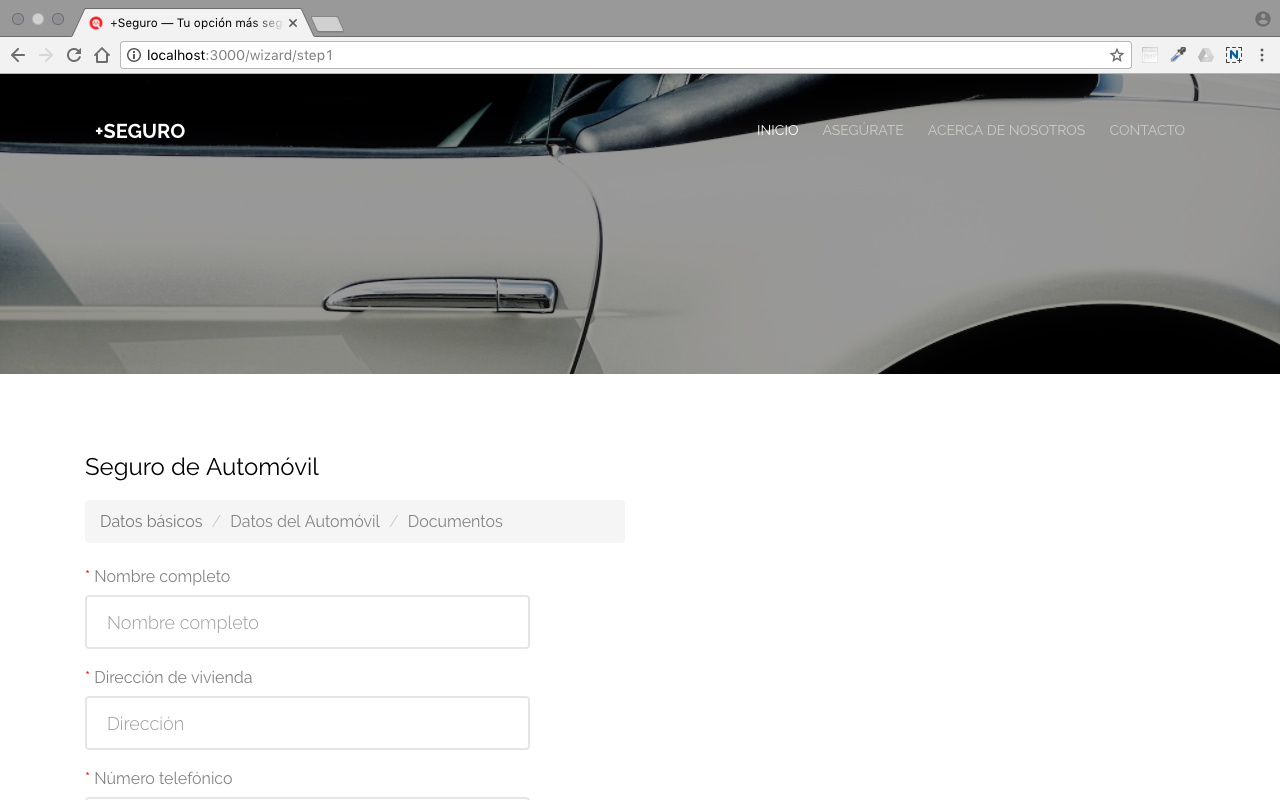 +Seguro — Tu opción más seg
localhost:3000/wizard/step1
+SEGURO
INICIO ASEGÚRATE ACERCA DE NOSOTROS CONTACTO
Seguro de Automóvil
Datos básicos / Datos del Automóvil / Documentos
* Nombre completo
Nombre completo
* Dirección de vivienda
Dirección
* Número telefónico